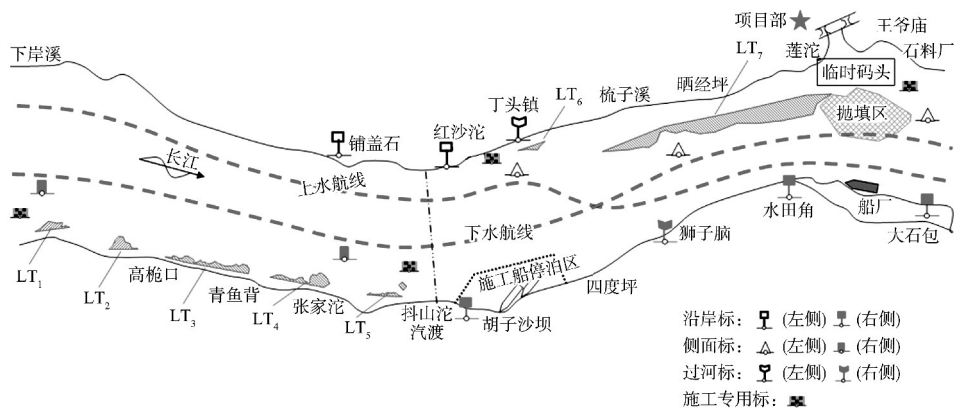 项目部
王爷庙
下岸溪
LT7
莲沱
石料厂
临时码头
丁头镇
LT6
梳子溪
晒经坪
铺盖石
红沙沱
抛填区
长江
上水航线
下水航线
狮子脑
水田角
船厂
大石包
LT1
LT2
高桅口
LT3
青鱼背
LT4
张家沱
LT5
抖山沱
汽渡
胡子沙坝
施工船停泊区
四度坪
沿岸标: (左侧) (右侧)
侧面标: (左侧) (右侧)
过河标: (左侧) (右侧)
施工专用标: